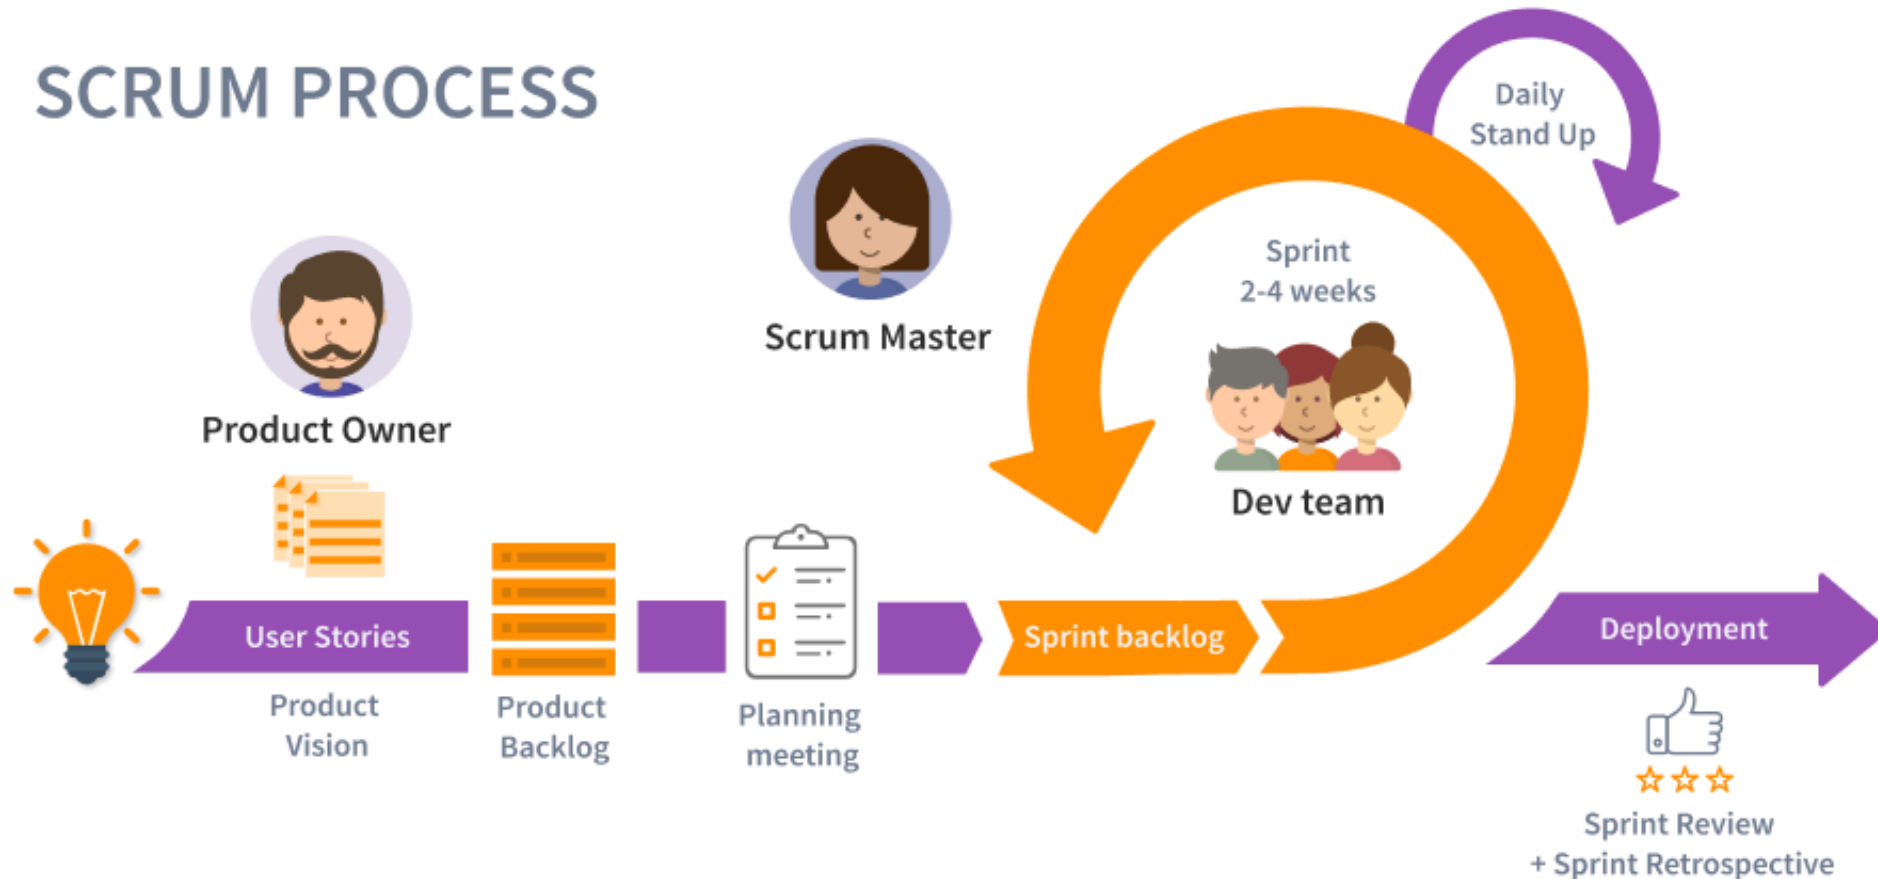 SCRUM PROCESS
Daily
Stand Up
Sprint
2-4 weeks
Scrum Master
Product Owner
Dev team
User Stories
Sprint backlog
Deployment
Product
Vision
Product
Backlog
Planning
meeting
Sprint Review
+ Sprint Retrospective